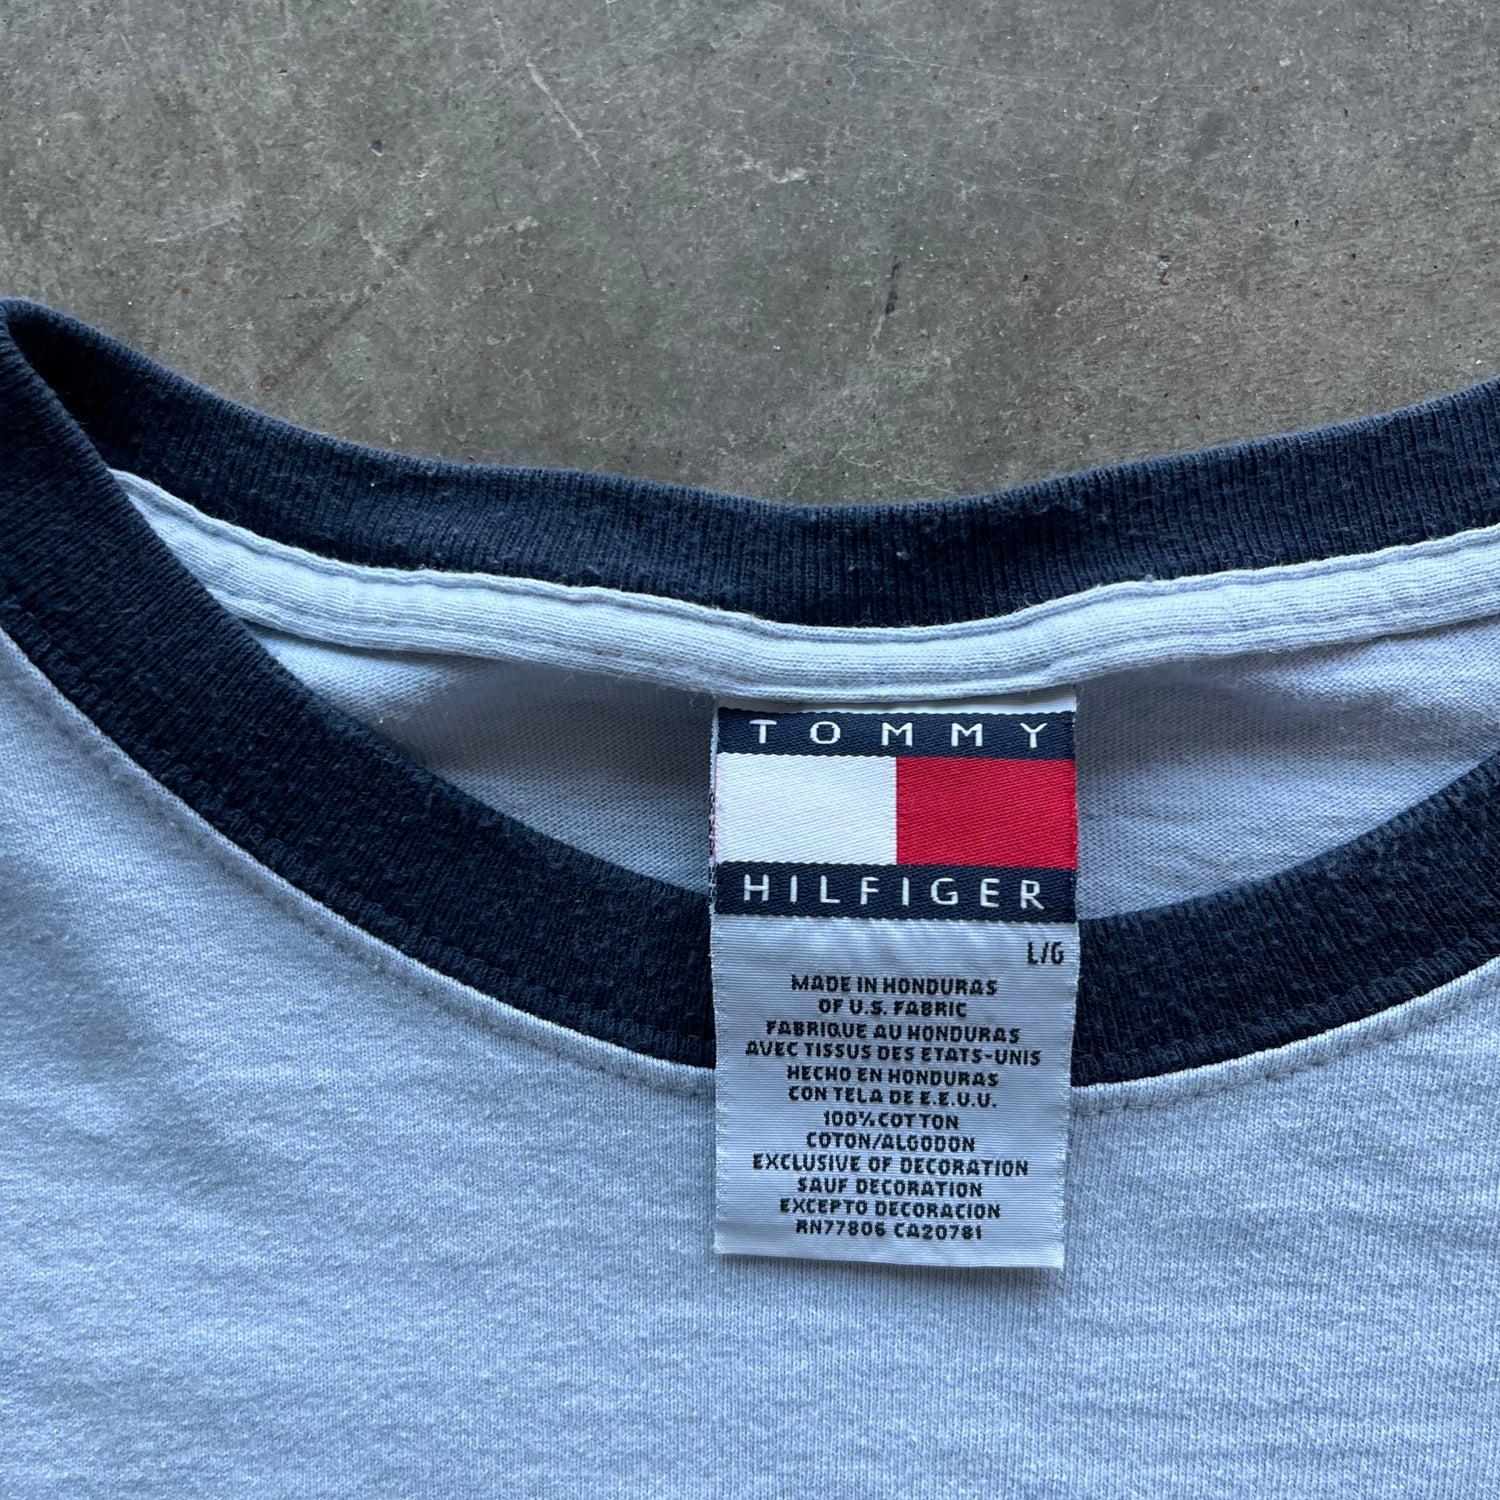 TOMMY
HILFIGER
L/G
MADE IN HONDURAS
OF U.S. FABRIC
FABRIQUE AU HONDURAS
AVEC TISSUS DES ETATS-UNIS
HECHO EN HONDURAS
CON TELA DE E.E.U.U.
100% COTTON
COTON/ALGODON
EXCLUSIVE OF DECORATION
SAUF DECORATION
EXCEPTO DECORACION
RN77806 CA20781